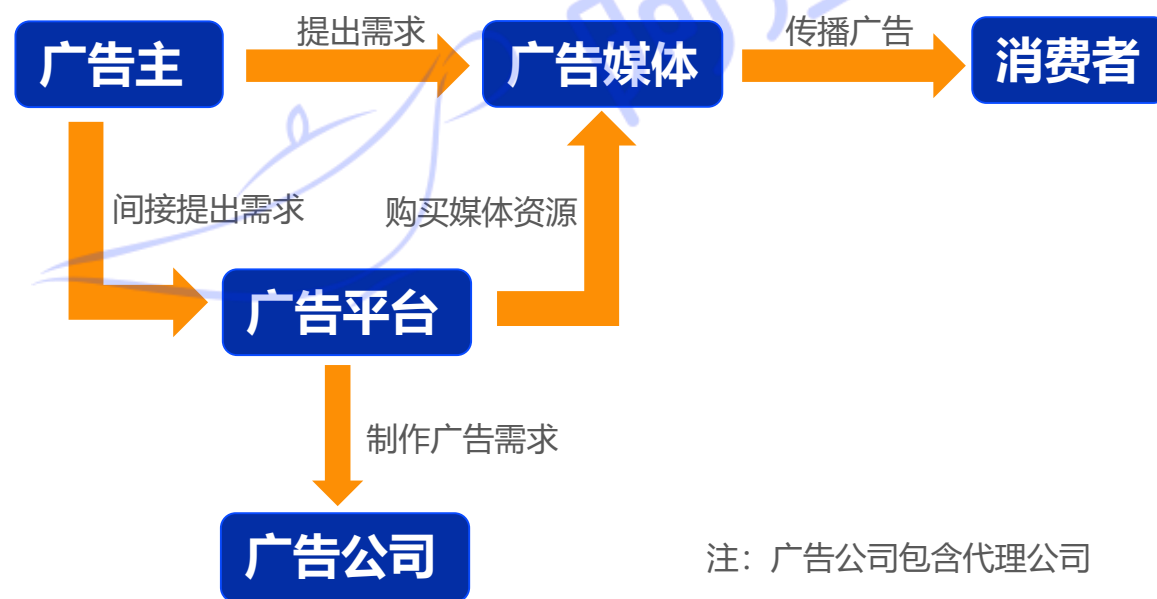 提出需求
传播广告
广告主
广告媒体
消费者
间接提出需求
购买媒体资源
广告平台
制作广告需求
广告公司
注：广告公司包含代理公司